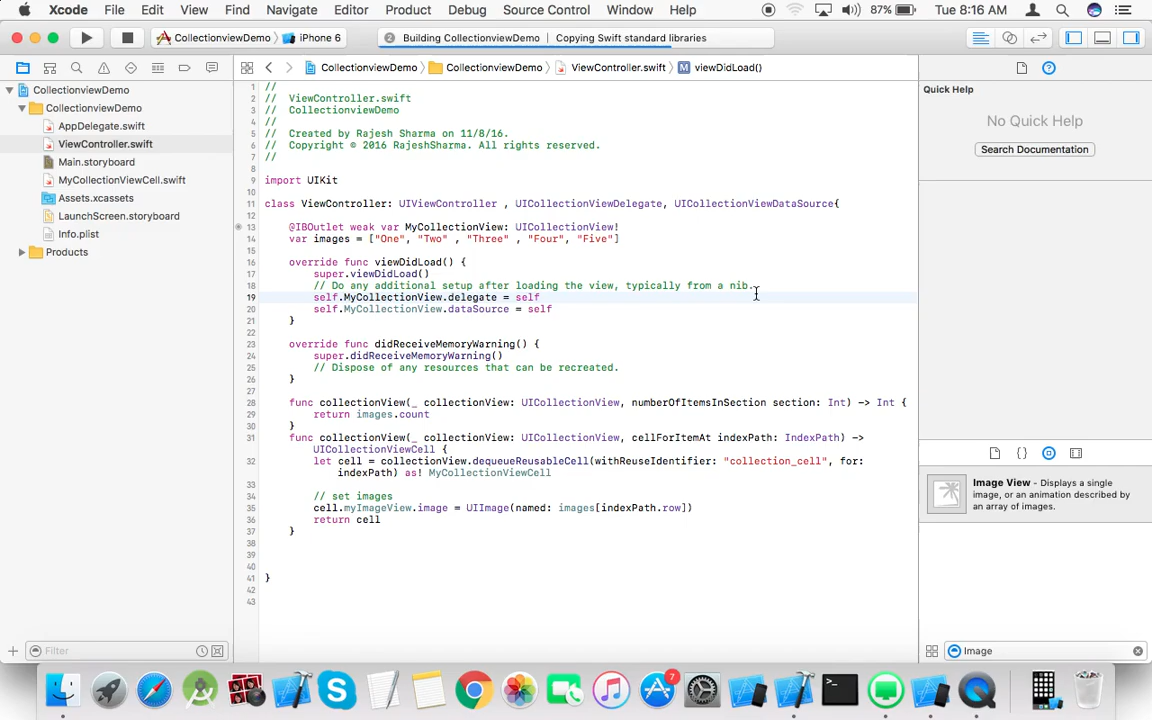 Xcode File Edit View Find Navigate Editor Product Debug Source Control Window Help 87% Tue 8:16 AM
CollectionviewDemo iPhone 6 2 Building CollectionviewDemo Copying Swift standard libraries
CollectionviewDemo CollectionviewDemo ViewController.swift M viewDidLoad()
CollectionviewDemo
CollectionviewDemo
AppDelegate.swift
ViewController.swift
Main.storyboard
MyCollectionViewCell.swift
Assets.xcassets
LaunchScreen.storyboard
Info.plist
Products
Filter
1 //
2 // ViewController.swift
3 // CollectionviewDemo
4 //
5 // Created by Rajesh Sharma on 11/8/16.
6 // Copyright © 2016 RajeshSharma. All rights reserved.
7 //
8
9 import UIKit
10
11 class ViewController: UIViewController , UICollectionViewDelegate, UICollectionViewDataSource{
12
13 @IBOutlet weak var MyCollectionView: UICollectionView!
14 var images = ["One", "Two" , "Three" , "Four", "Five"]
15
16 override func viewDidLoad() {
17 super.viewDidLoad()
18 // Do any additional setup after loading the view, typically from a nib.
19 self.MyCollectionView.delegate = self
20 self.MyCollectionView.dataSource = self
21 }
22
23 override func didReceiveMemoryWarning() {
24 super.didReceiveMemoryWarning()
25 // Dispose of any resources that can be recreated.
26 }
27
28 func collectionView(_ collectionView: UICollectionView, numberOfItemsInSection section: Int) -> Int {
29 return images.count
30 }
31 func collectionView(_ collectionView: UICollectionView, cellForItemAt indexPath: IndexPath) ->
UICollectionViewCell {
32 let cell = collectionView.dequeueReusableCell(withReuseIdentifier: "collection_cell", for:
indexPath) as! MyCollectionViewCell
33
34 // set images
35 cell.myImageView.image = UIImage(named: images[indexPath.row])
36 return cell
37 }
38
39
40
41 }
42
43
Quick Help
No Quick Help
Search Documentation
{ }
Image View - Displays a single
image, or an animation described by
an array of images.
Image
7